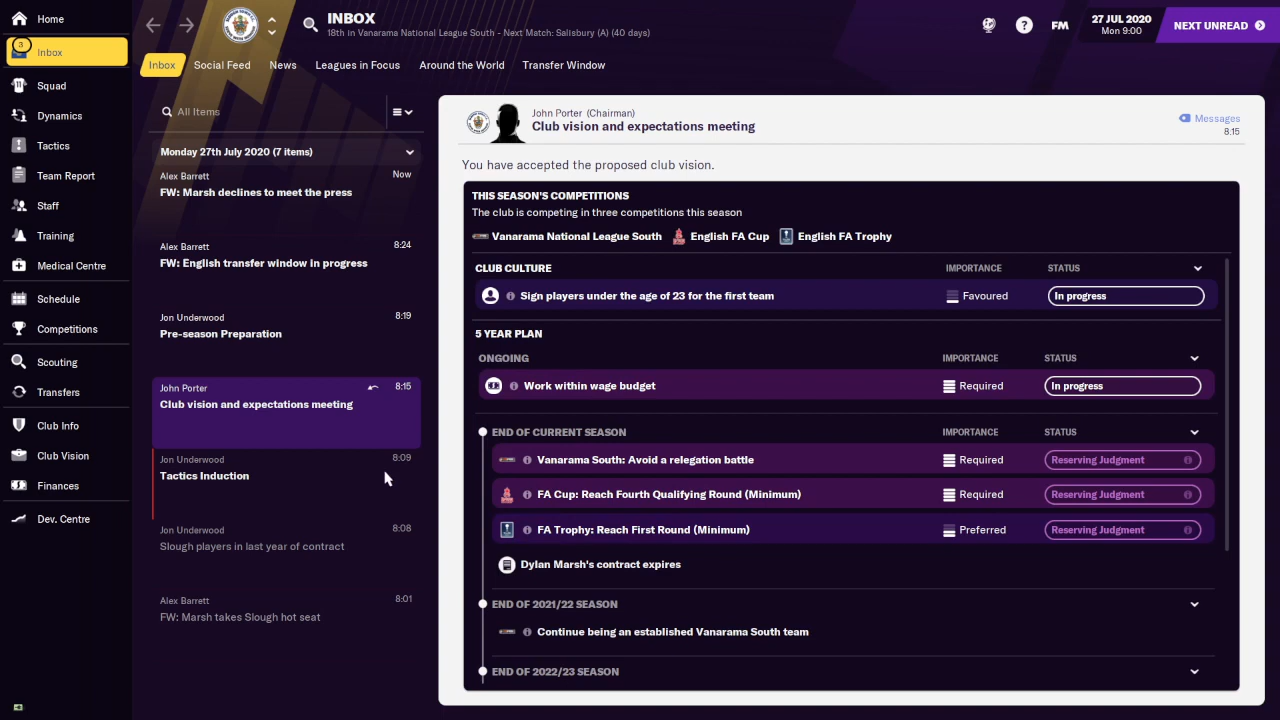 Home
3
Inbox
Squad
Dynamics
Tactics
Team Report
Staff
Training
Medical Centre
Schedule
Competitions
Scouting
Transfers
Club Info
Club Vision
Finances
Dev. Centre
INBOX
18th in Vanarama National League South - Next Match: Salisbury (A) (40 days)
FM
27 JUL 2020
Mon 9:00
NEXT UNREAD
Inbox
Social Feed
News
Leagues in Focus
Around the World
Transfer Window
All Items
Monday 27th July 2020 (7 items)
Alex Barrett
Now
FW: Marsh declines to meet the press
Alex Barrett
8:24
FW: English transfer window in progress
Jon Underwood
8:19
Pre-season Preparation
John Porter
8:15
Club vision and expectations meeting
Jon Underwood
8:09
Tactics Induction
Jon Underwood
8:08
Slough players in last year of contract
Alex Barrett
8:01
FW: Marsh takes Slough hot seat
John Porter (Chairman)
Club vision and expectations meeting
Messages
8:15
You have accepted the proposed club vision.
THIS SEASON'S COMPETITIONS
The club is competing in three competitions this season
Vanarama National League South
English FA Cup
English FA Trophy
CLUB CULTURE
IMPORTANCE
STATUS
Sign players under the age of 23 for the first team
Favoured
In progress
5 YEAR PLAN
ONGOING
IMPORTANCE
STATUS
Work within wage budget
Required
In progress
END OF CURRENT SEASON
IMPORTANCE
STATUS
Vanarama South: Avoid a relegation battle
Required
Reserving Judgment
FA Cup: Reach Fourth Qualifying Round (Minimum)
Required
Reserving Judgment
FA Trophy: Reach First Round (Minimum)
Preferred
Reserving Judgment
Dylan Marsh's contract expires
END OF 2021/22 SEASON
Continue being an established Vanarama South team
END OF 2022/23 SEASON